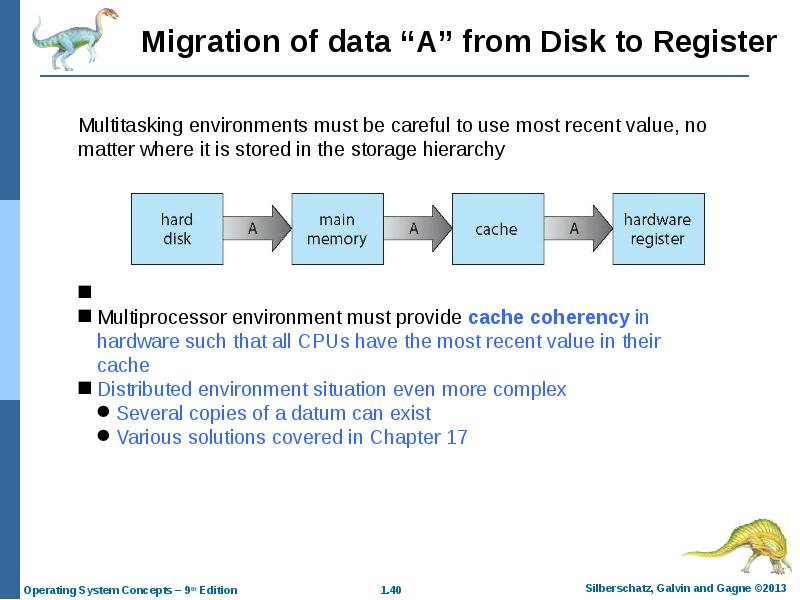 Migration of data “A” from Disk to Register
Multitasking environments must be careful to use most recent value, no
matter where it is stored in the storage hierarchy
hard
disk
A
main
memory
A
cache
A
hardware
register
Multiprocessor environment must provide cache coherency in
hardware such that all CPUs have the most recent value in their
cache
Distributed environment situation even more complex
Several copies of a datum can exist
Various solutions covered in Chapter 17
Operating System Concepts – 9th Edition
1.40
Silberschatz, Galvin and Gagne ©2013